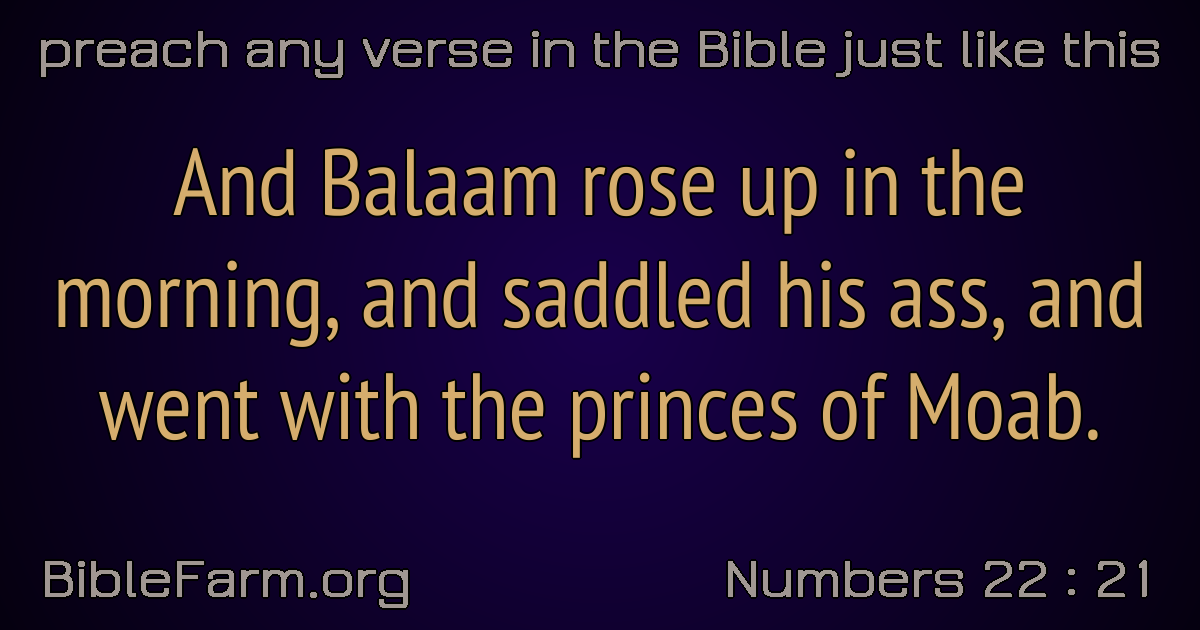 preach any verse in the Bible just like this
And Balaam rose up in the
morning, and saddled his ass, and
went with the princes of Moab.
BibleFarm.org
Numbers 22 : 21